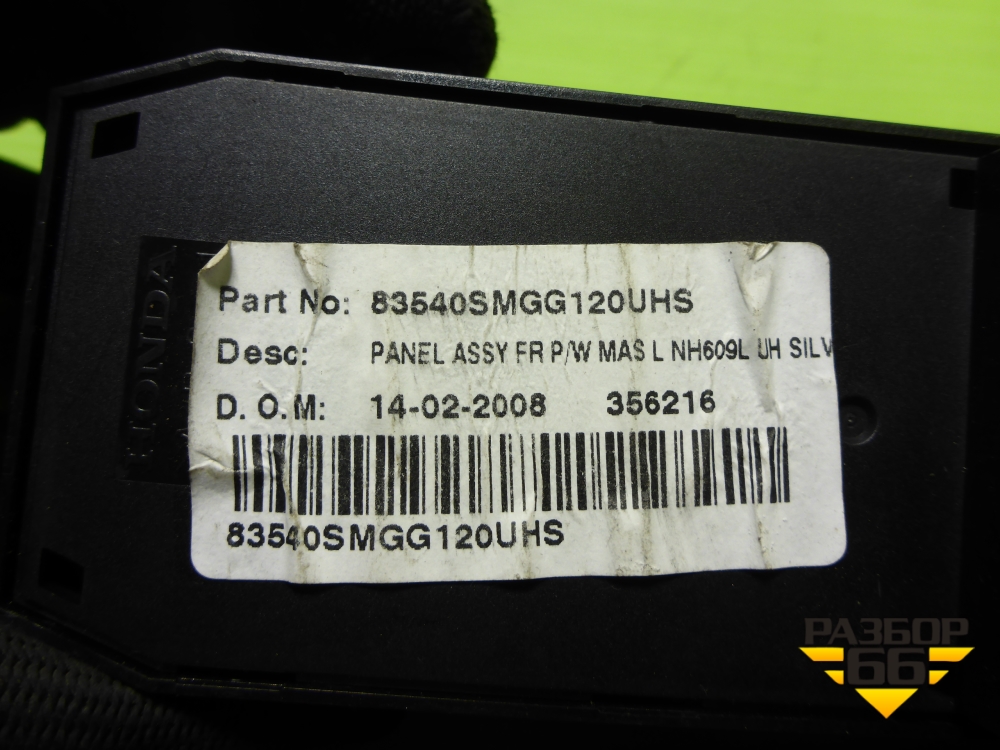 HONDA
Part No: 83540SMGG120UHS
Desc: PANEL ASSY FR P/W MAS L NH609L UH SILV
D. O.M: 14-02-2008 356216
83540SMGG120UHS
РАЗБОР
66